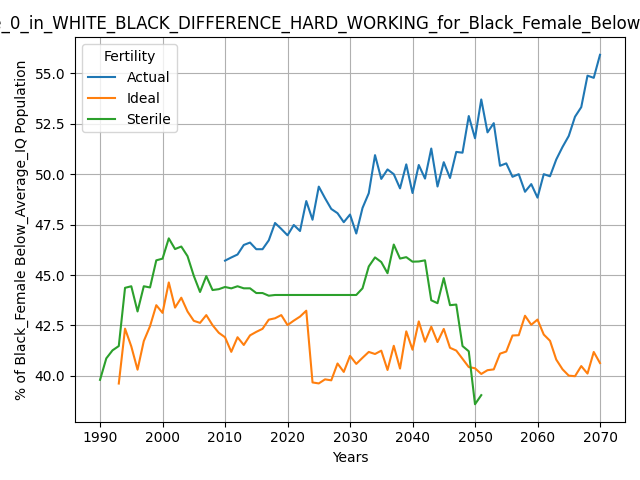 _0_in_WHITE_BLACK_DIFFERENCE_HARD_WORKING_for_Black_Female_Below
Fertility
Actual
Ideal
Sterile
% of Black_Female Below_Average_IQ Population
55.0
52.5
50.0
47.5
45.0
42.5
40.0
1990 2000 2010 2020 2030 2040 2050 2060 2070
Years